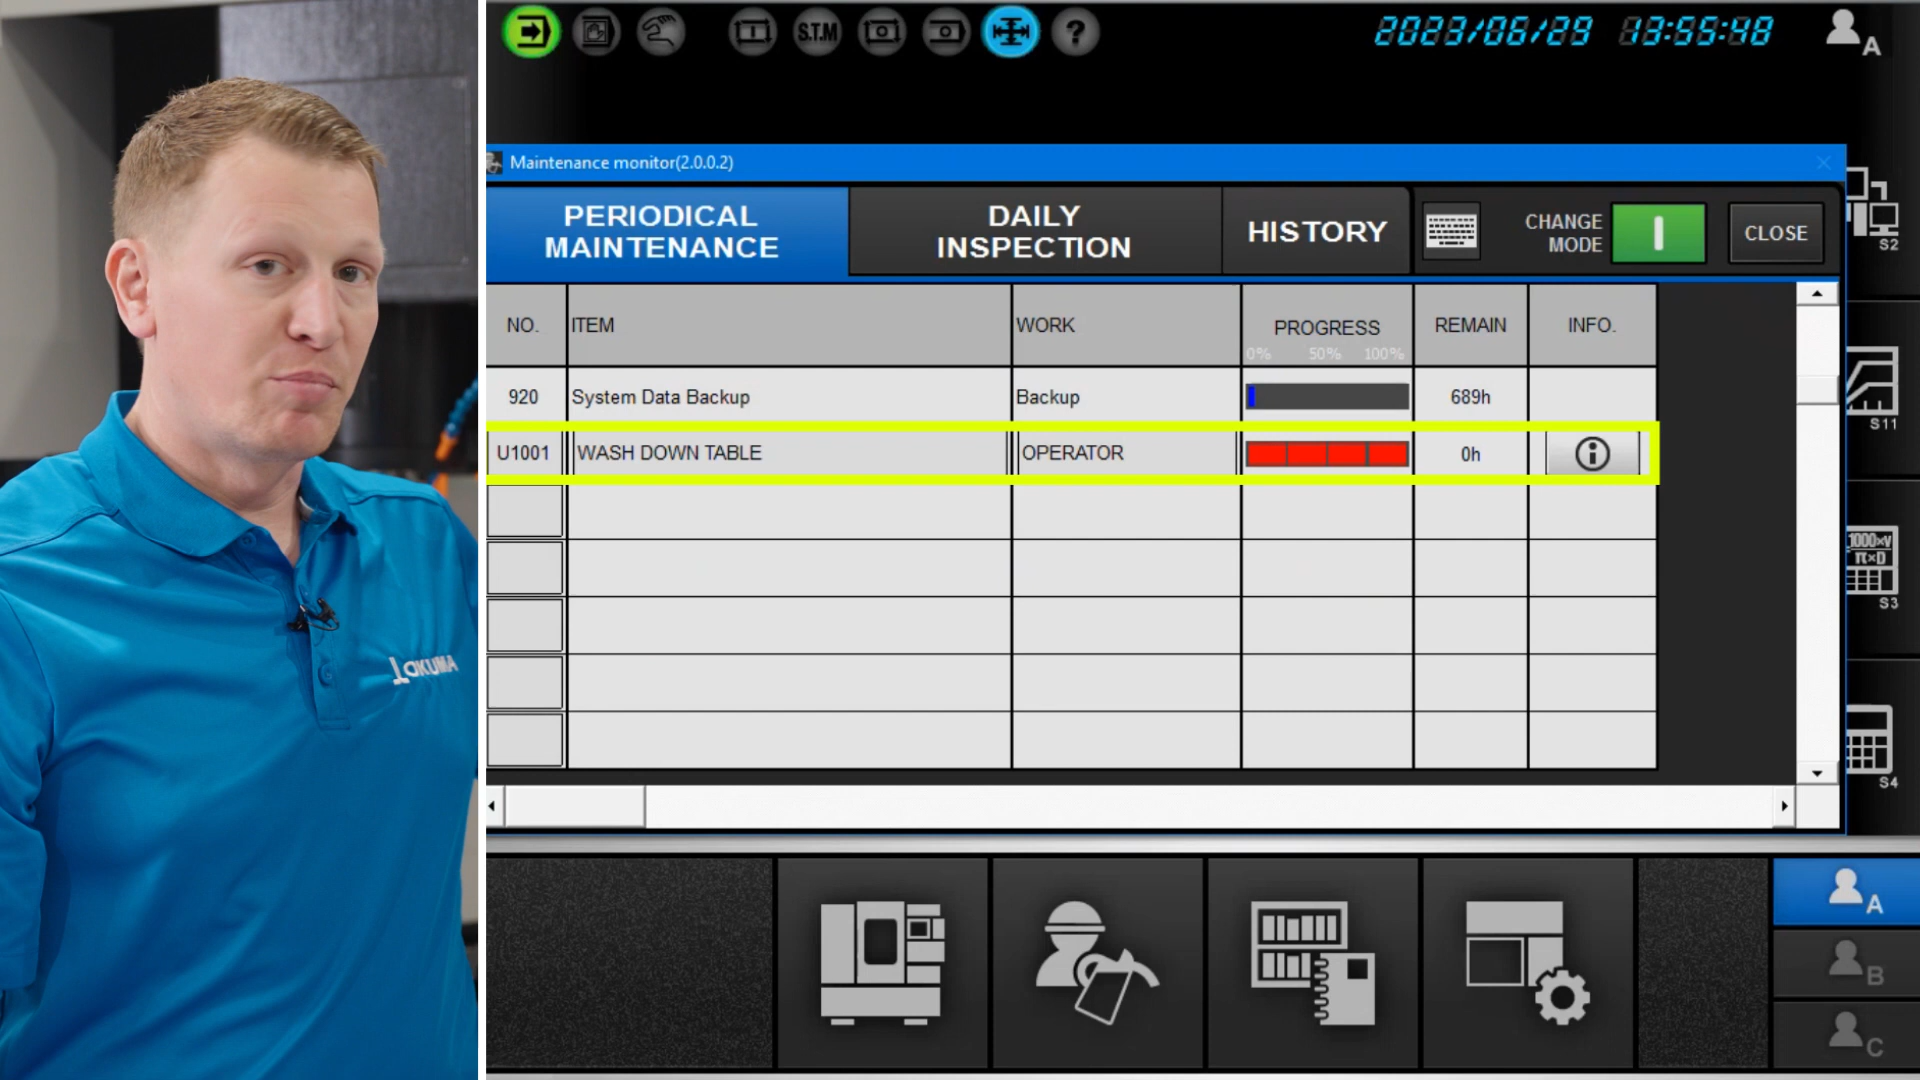 S.T.M
?
2023/06/29 13:55:48
A
Maintenance monitor(2.0.0.2)
PERIODICAL
MAINTENANCE
DAILY
INSPECTION
HISTORY
CHANGE
MODE
I
CLOSE
NO.
ITEM
WORK
PROGRESS
0% 50% 100%
REMAIN
INFO.
920
System Data Backup
Backup
689h
U1001
WASH DOWN TABLE
OPERATOR
0h
S2
S11
1000×V
π×D
S3
S4
OKUMA
A
B
C